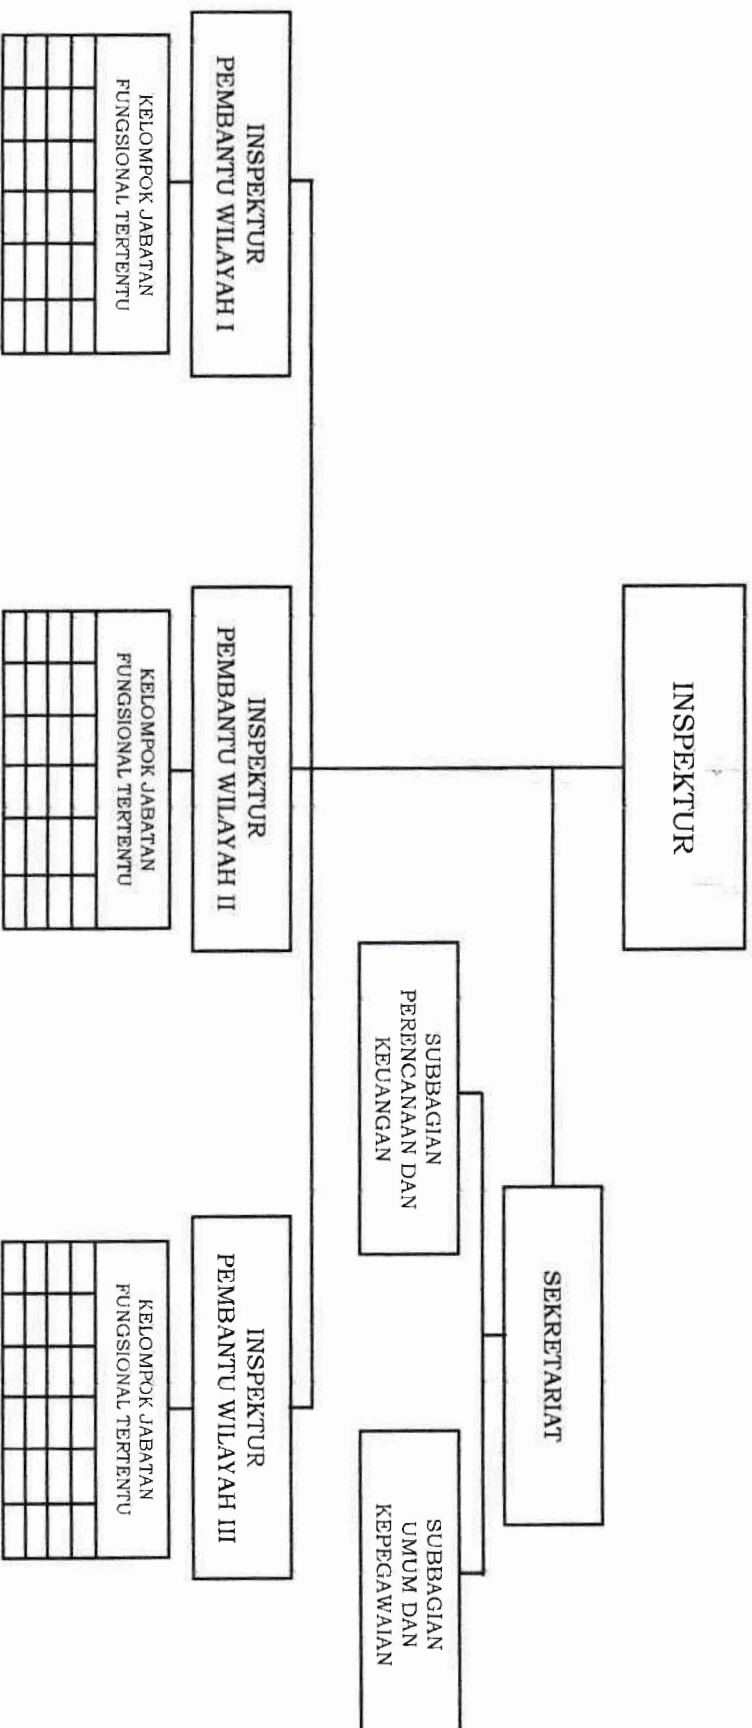 INSPEKTUR
SEKRETARIAT
SUBBAGIAN
PERENCANAAN DAN
KEUANGAN
SUBBAGIAN
UMUM DAN
KEPEGAWAIAN
INSPEKTUR
PEMBANTU WILAYAH I
INSPEKTUR
PEMBANTU WILAYAH II
INSPEKTUR
PEMBANTU WILAYAH III
KELOMPOK JABATAN
FUNGSIONAL TERTENTU
KELOMPOK JABATAN
FUNGSIONAL TERTENTU
KELOMPOK JABATAN
FUNGSIONAL TERTENTU